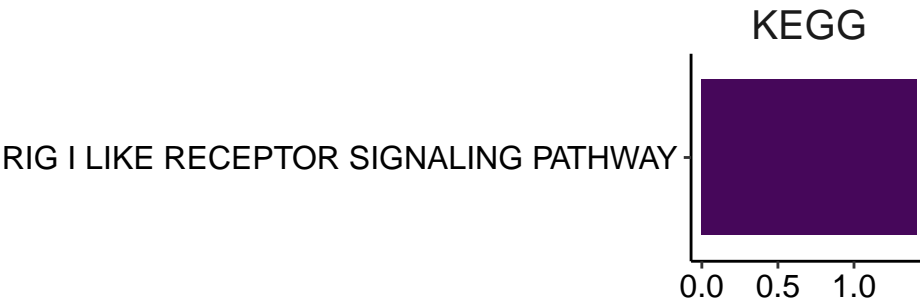 KEGG
RIG I LIKE RECEPTOR SIGNALING PATHWAY
0.0 0.5 1.0